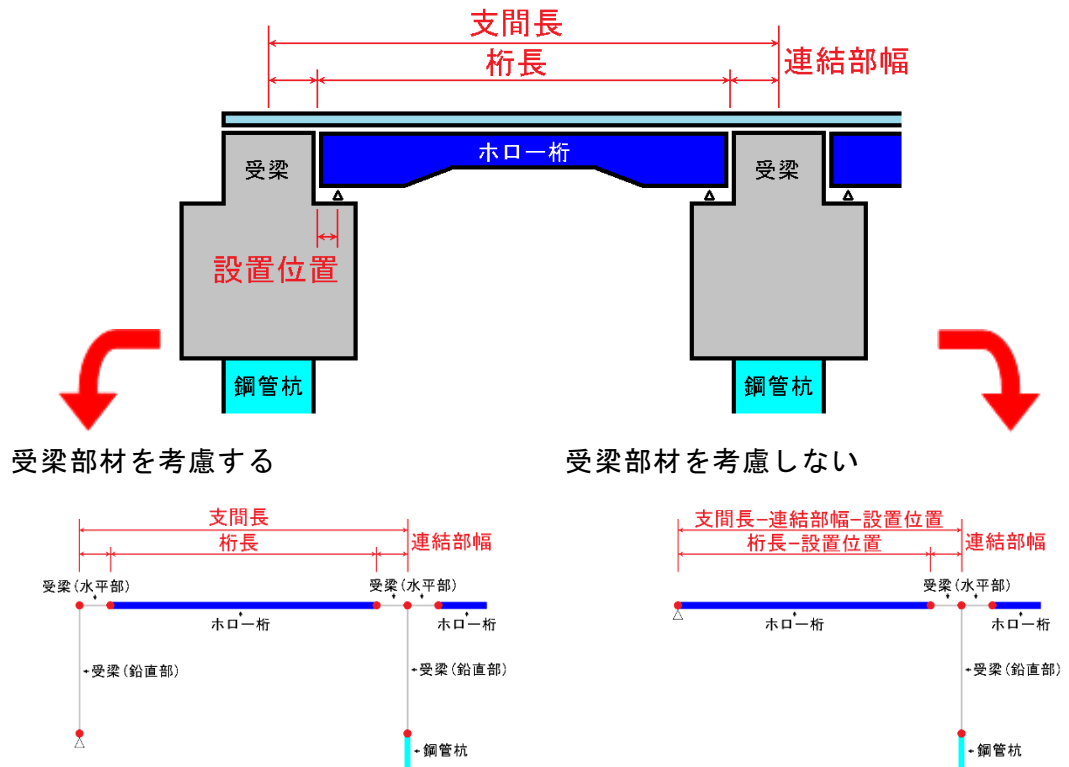 支間長
桁長
連結部幅
ホロー桁
受梁
受梁
設置位置
鋼管杭
鋼管杭
受梁部材を考慮する
受梁部材を考慮しない
支間長
桁長
連結部幅
受梁(水平部)
受梁(水平部)
ホロー桁
ホロー桁
受梁(鉛直部)
受梁(鉛直部)
鋼管杭
支間長-連結部幅-設置位置
桁長-設置位置
連結部幅
受梁(水平部)
ホロー桁
ホロー桁
受梁(鉛直部)
鋼管杭